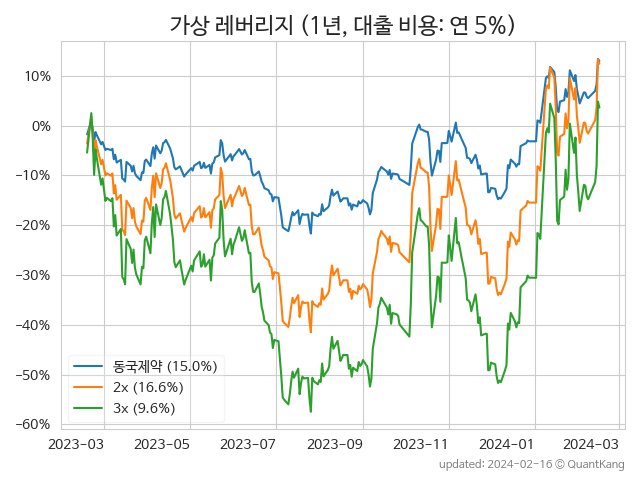 가상 레버리지 (1년, 대출 비용: 연 5%)
10%
0%
−10%
−20%
−30%
−40%
−50%
−60%
동국제약 (15.0%)
2x (16.6%)
3x (9.6%)
2023-03 2023-05 2023-07 2023-09 2023-11 2024-01 2024-03
updated: 2024-02-16 © QuantKang